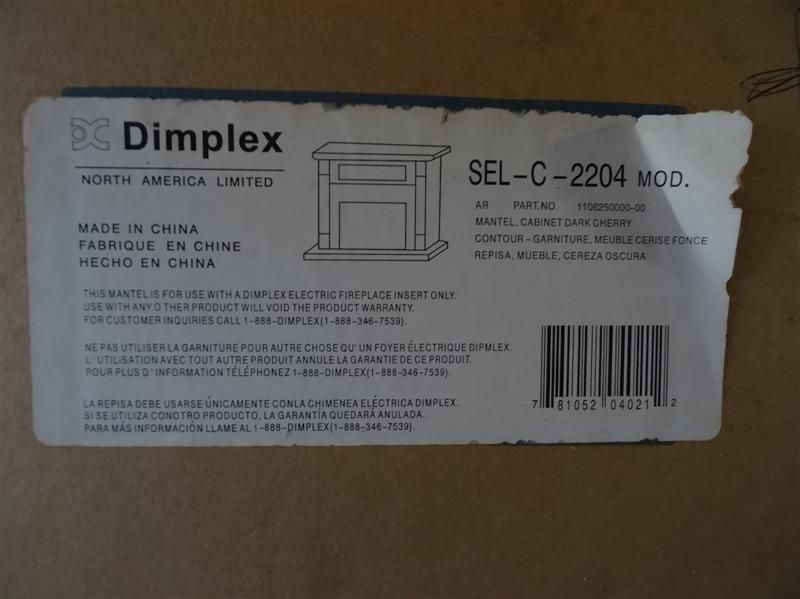 Dimplex
NORTH AMERICA LIMITED
MADE IN CHINA
FABRIQUE EN CHINE
HECHO EN CHINA
SEL-C-2204 MOD.
AR PART.NO. 1106250000-00
MANTEL, CABINET DARK CHERRY
CONTOUR-GARNITURE, MEUBLE CERISE FONCE
REPISA, MUEBLE, CEREZA OSCURA
THIS MANTEL IS FOR USE WITH A DIMPLEX ELECTRIC FIREPLACE INSERT ONLY.
USE WITH ANY O THER PRODUCT WILL VOID THE PRODUCT WARRANTY.
FOR CUSTOMER INQUIRIES CALL 1-888-DIMPLEX(1-888-346-7539).
NE PAS UTILISER LA GARNITURE POUR AUTRE CHOSE QU' UN FOYER ÉLECTRIQUE DIPMLEX.
L' UTILISATION AVEC TOUT AUTRE PRODUIT ANNULE LA GARANTIE DE CE PRODUIT.
POUR PLUS D' INFORMATION TÉLÉPHONEZ 1-888-DIMPLEX(1-888-346-7539).
LA REPISA DEBE USARSE ÚNICAMENTE CONLA CHIMENEA ELÉCTRICA DIMPLEX.
SI SE UTILIZA CONOTRO PRODUCTO, LA GARANTÍA QUEDARÁ ANULADA.
PARA MÁS INFORMACIÓN LLAME AL 1-888-DIMPLEX(1-888-346-7539).
7 81052 04021 2